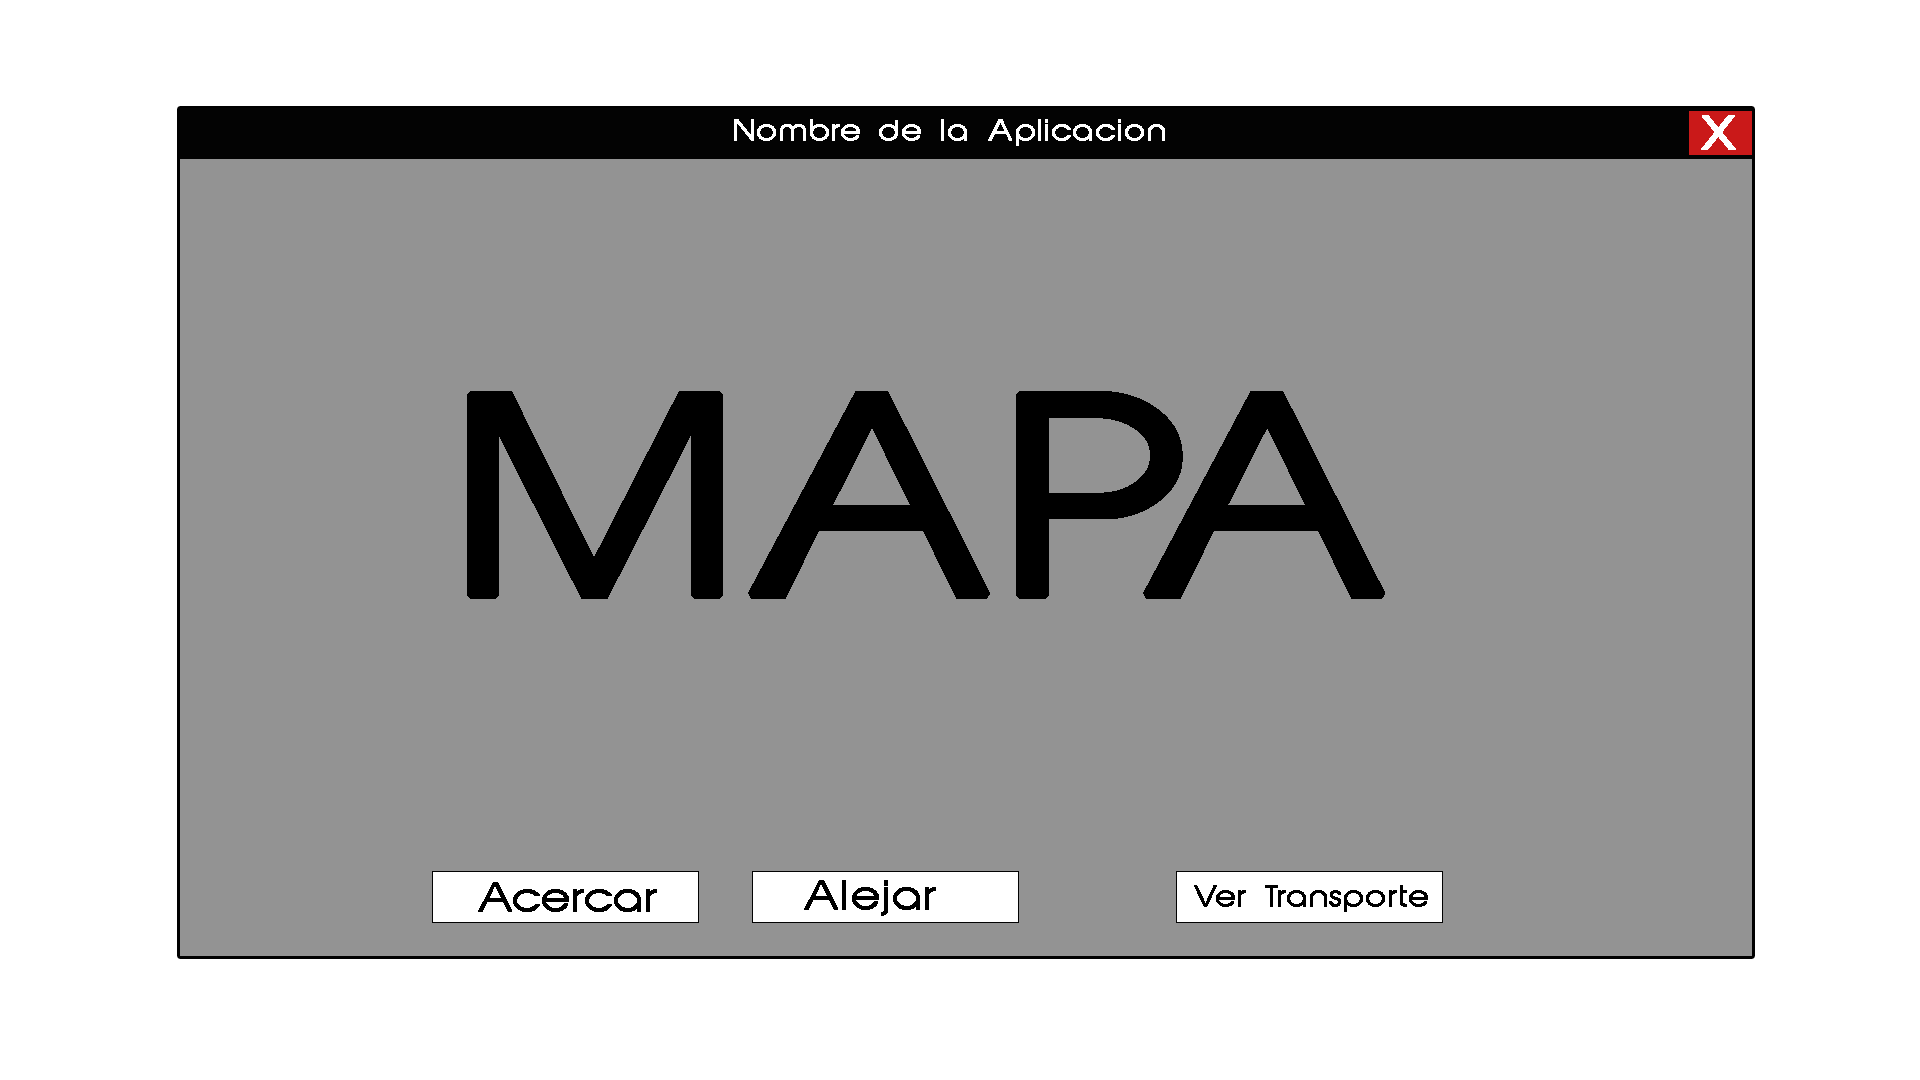 Nombre de la Aplicacion
X
MAPA
Acercar
Alejar
Ver Transporte